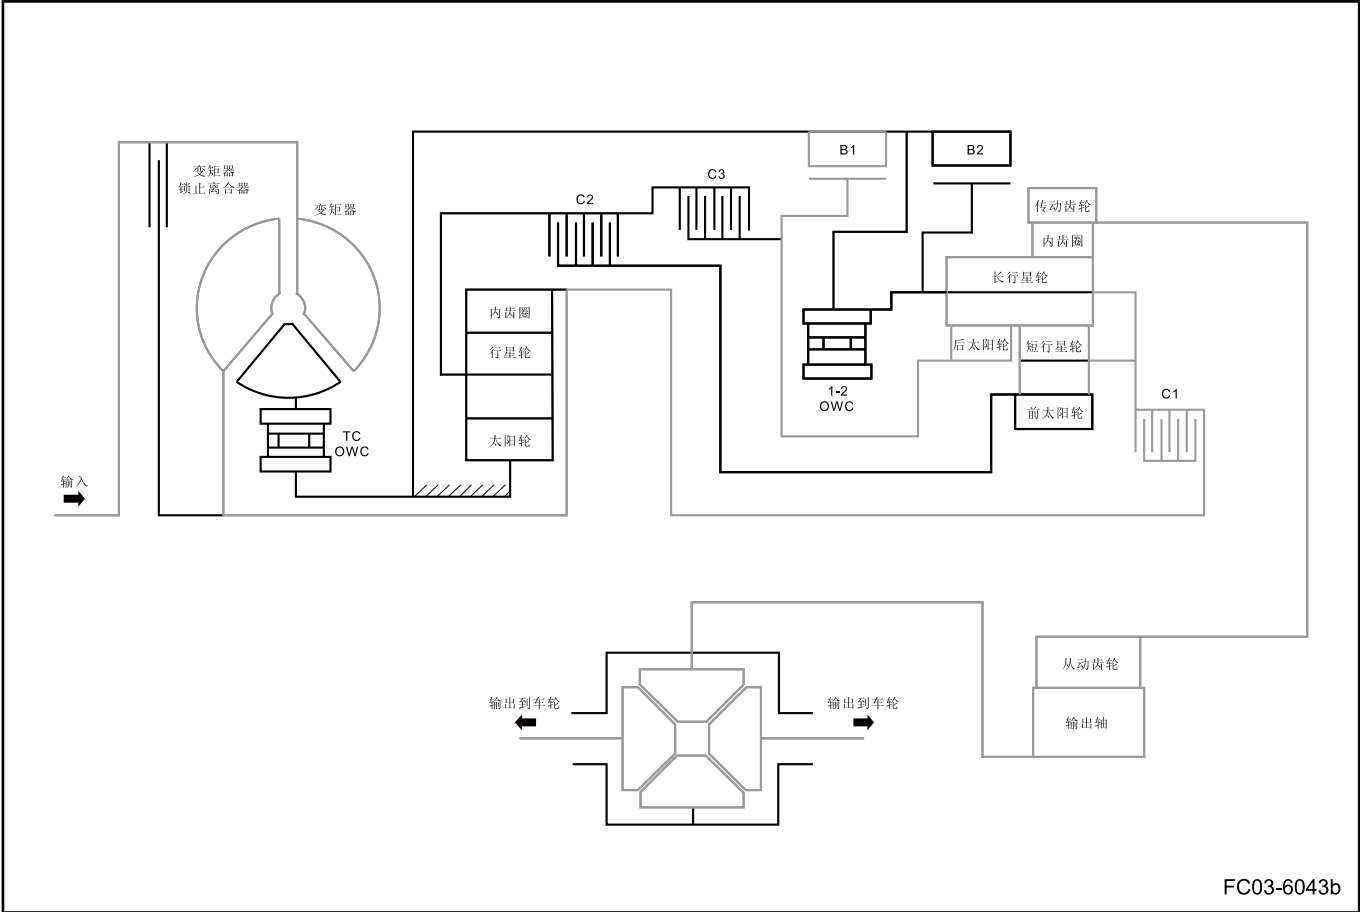 B1
B2
C3
变矩器
锁止离合器
C2
变矩器
传动齿轮
内齿圈
长行星轮
内齿圈
行星轮
后太阳轮
短行星轮
1-2
OWC
C1
前太阳轮
TC
OWC
太阳轮
输入
从动齿轮
输出到车轮
输出到车轮
输出轴
FC03-6043b